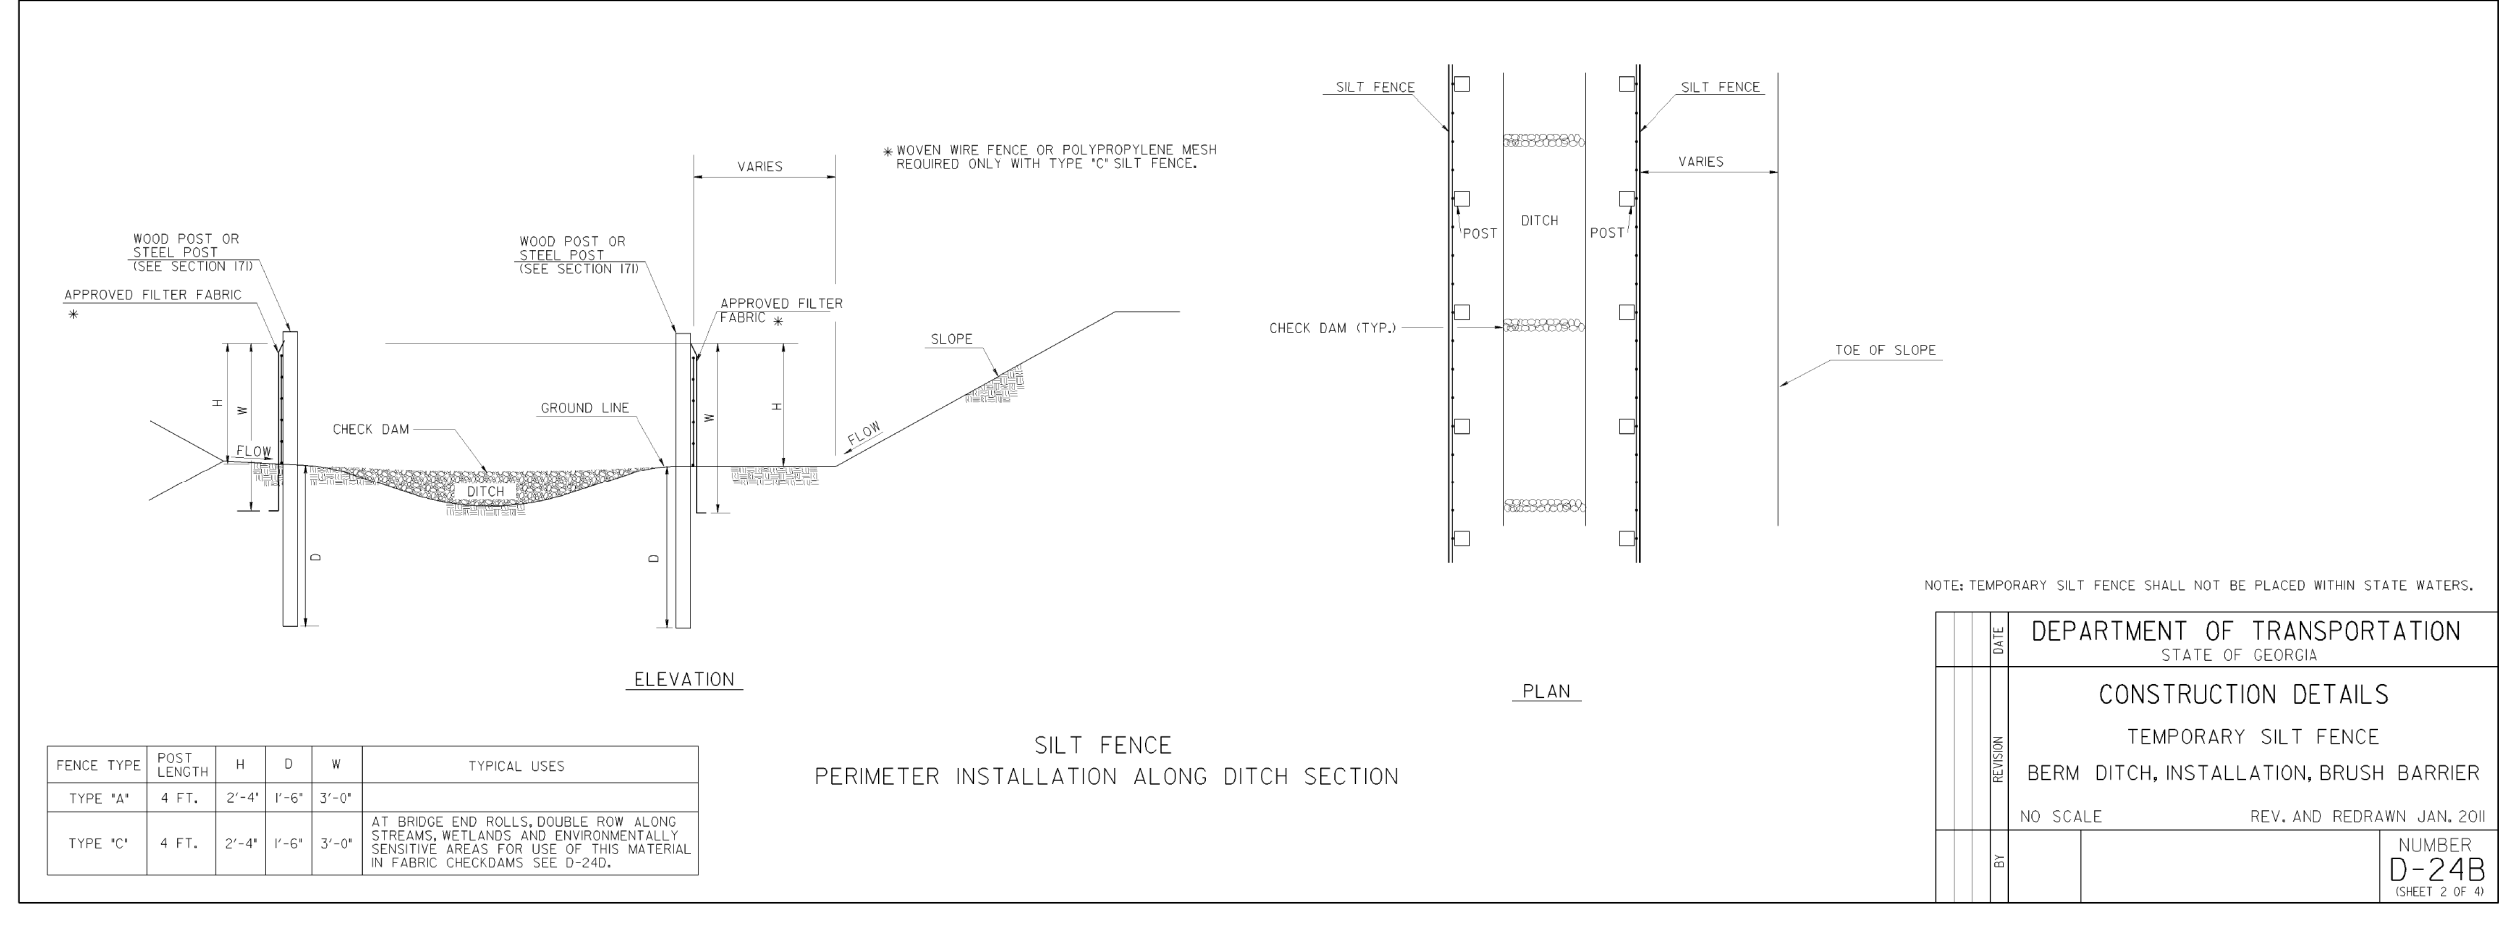 SILT FENCE
SILT FENCE
VARIES
✳ WOVEN WIRE FENCE OR POLYPROPYLENE MESH
REQUIRED ONLY WITH TYPE "C" SILT FENCE.
VARIES
WOOD POST OR
STEEL POST
(SEE SECTION 171)
WOOD POST OR
STEEL POST
(SEE SECTION 171)
APPROVED FILTER FABRIC
✳
APPROVED FILTER
FABRIC ✳
POST
DITCH
POST
CHECK DAM (TYP.)
SLOPE
TOE OF SLOPE
H
W
W
H
GROUND LINE
CHECK DAM
FLOW
FLOW
DITCH
D
D
ELEVATION
PLAN
NOTE: TEMPORARY SILT FENCE SHALL NOT BE PLACED WITHIN STATE WATERS.
SILT FENCE
PERIMETER INSTALLATION ALONG DITCH SECTION
FENCE TYPE POST LENGTH H D W TYPICAL USES
TYPE "A" 4 FT. 2'-4" 1'-6" 3'-0"
TYPE "C" 4 FT. 2'-4" 1'-6" 3'-0"
AT BRIDGE END ROLLS, DOUBLE ROW ALONG
STREAMS, WETLANDS AND ENVIRONMENTALLY
SENSITIVE AREAS FOR USE OF THIS MATERIAL
IN FABRIC CHECKDAMS SEE D-24D.
DATE
REVISION
BY
DEPARTMENT OF TRANSPORTATION
STATE OF GEORGIA
CONSTRUCTION DETAILS
TEMPORARY SILT FENCE
BERM DITCH, INSTALLATION, BRUSH BARRIER
NO SCALE REV. AND REDRAWN JAN. 2011
NUMBER
D-24B
(SHEET 2 OF 4)